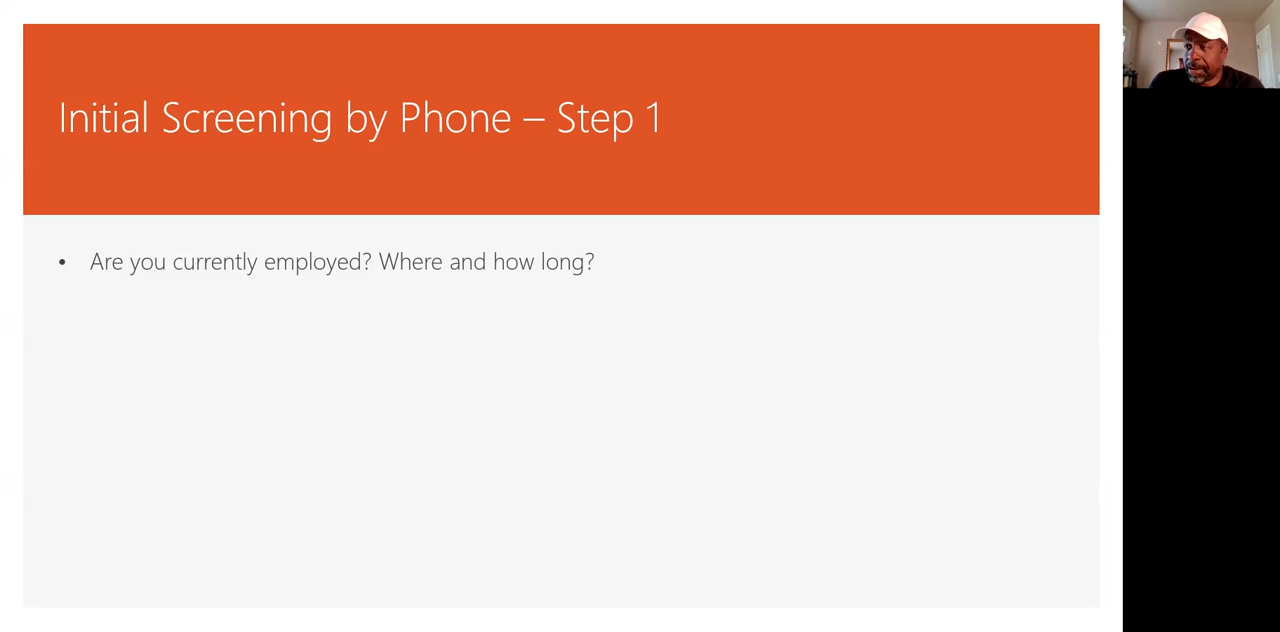 Initial Screening by Phone – Step 1
• Are you currently employed? Where and how long?